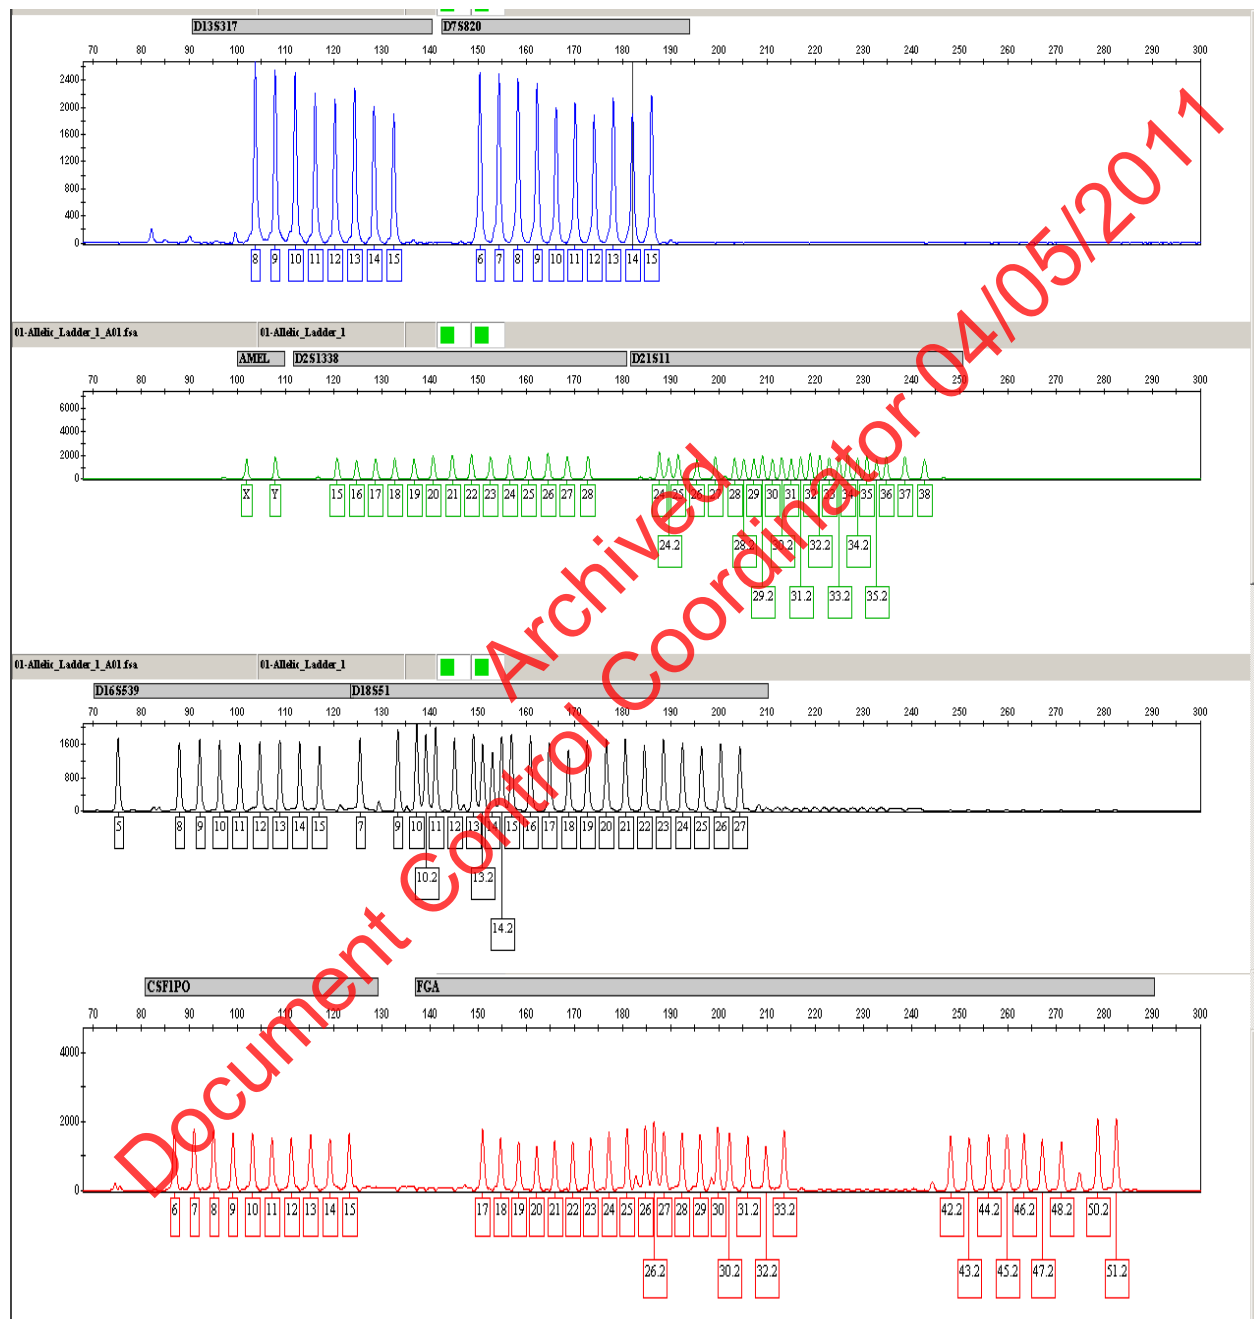 D13S317 D7S820
70 80 90 100 110 120 130 140 150 160 170 180 190 200 210 220 230 240 250 260 270 280 290 300
2400
2000
1600
1200
800
400
0
8 9 10 11 12 13 14 15 6 7 8 9 10 11 12 13 14 15
01-Allelic_Ladder_1_A01.fsa 01-Allelic_Ladder_1
AMEL D2S1338 D21S11
70 80 90 100 110 120 130 140 150 160 170 180 190 200 210 220 230 240 250 260 270 280 290 300
6000
4000
2000
0
X Y 15 16 17 18 19 20 21 22 23 24 25 26 27 28 24 25 26 27 28 29 30 31 32 33 34 35 36 37 38
24.2 28.2 30.2 32.2 34.2
29.2 31.2 33.2 35.2
01-Allelic_Ladder_1_A01.fsa 01-Allelic_Ladder_1
D16S539 D18S51
70 80 90 100 110 120 130 140 150 160 170 180 190 200 210 220 230 240 250 260 270 280 290 300
1600
800
0
5 8 9 10 11 12 13 14 15 7 9 10 11 12 13 14 15 16 17 18 19 20 21 22 23 24 25 26 27
10.2 13.2
14.2
CSF1PO FGA
70 80 90 100 110 120 130 140 150 160 170 180 190 200 210 220 230 240 250 260 270 280 290 300
4000
2000
0
6 7 8 9 10 11 12 13 14 15 17 18 19 20 21 22 23 24 25 26 27 28 29 30 31.2 33.2 42.2 44.2 46.2 48.2 50.2
26.2 30.2 32.2 43.2 45.2 47.2 51.2
Archived
Document Control Coordinator 04/05/2011